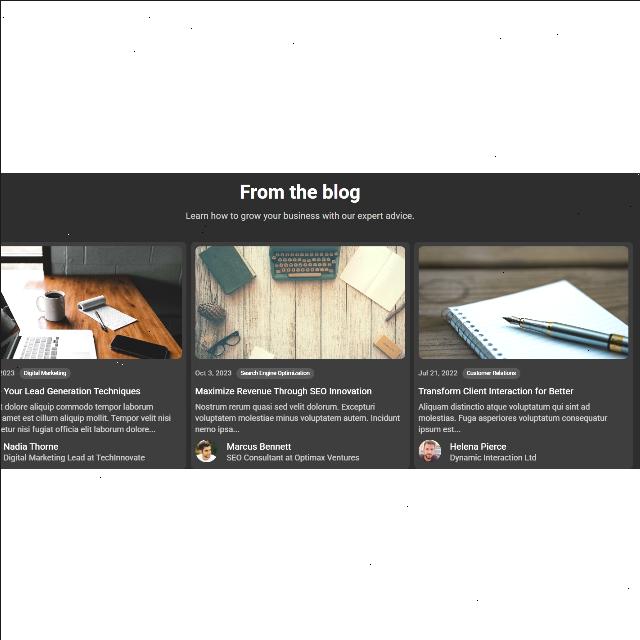 From the blog
Learn how to grow your business with our expert advice.
2023 Digital Marketing
Your Lead Generation Techniques
t dolore aliquip commodo tempor laborum
amet est cillum aliquip mollit. Tempor velit nisi
etur nisi fugiat officia elit laborum dolore...
Nadia Thorne
Digital Marketing Lead at TechInnovate
Oct 3, 2023 Search Engine Optimization
Maximize Revenue Through SEO Innovation
Nostrum rerum quasi sed velit dolorum. Excepturi
voluptatem molestiae minus voluptatem autem. Incidunt
nemo ipsa...
Marcus Bennett
SEO Consultant at Optimax Ventures
Jul 21, 2022 Customer Relations
Transform Client Interaction for Better
Aliquam distinctio atque voluptatum qui sint ad
molestias. Fuga asperiores voluptatum consequatur
ipsum est...
Helena Pierce
Dynamic Interaction Ltd